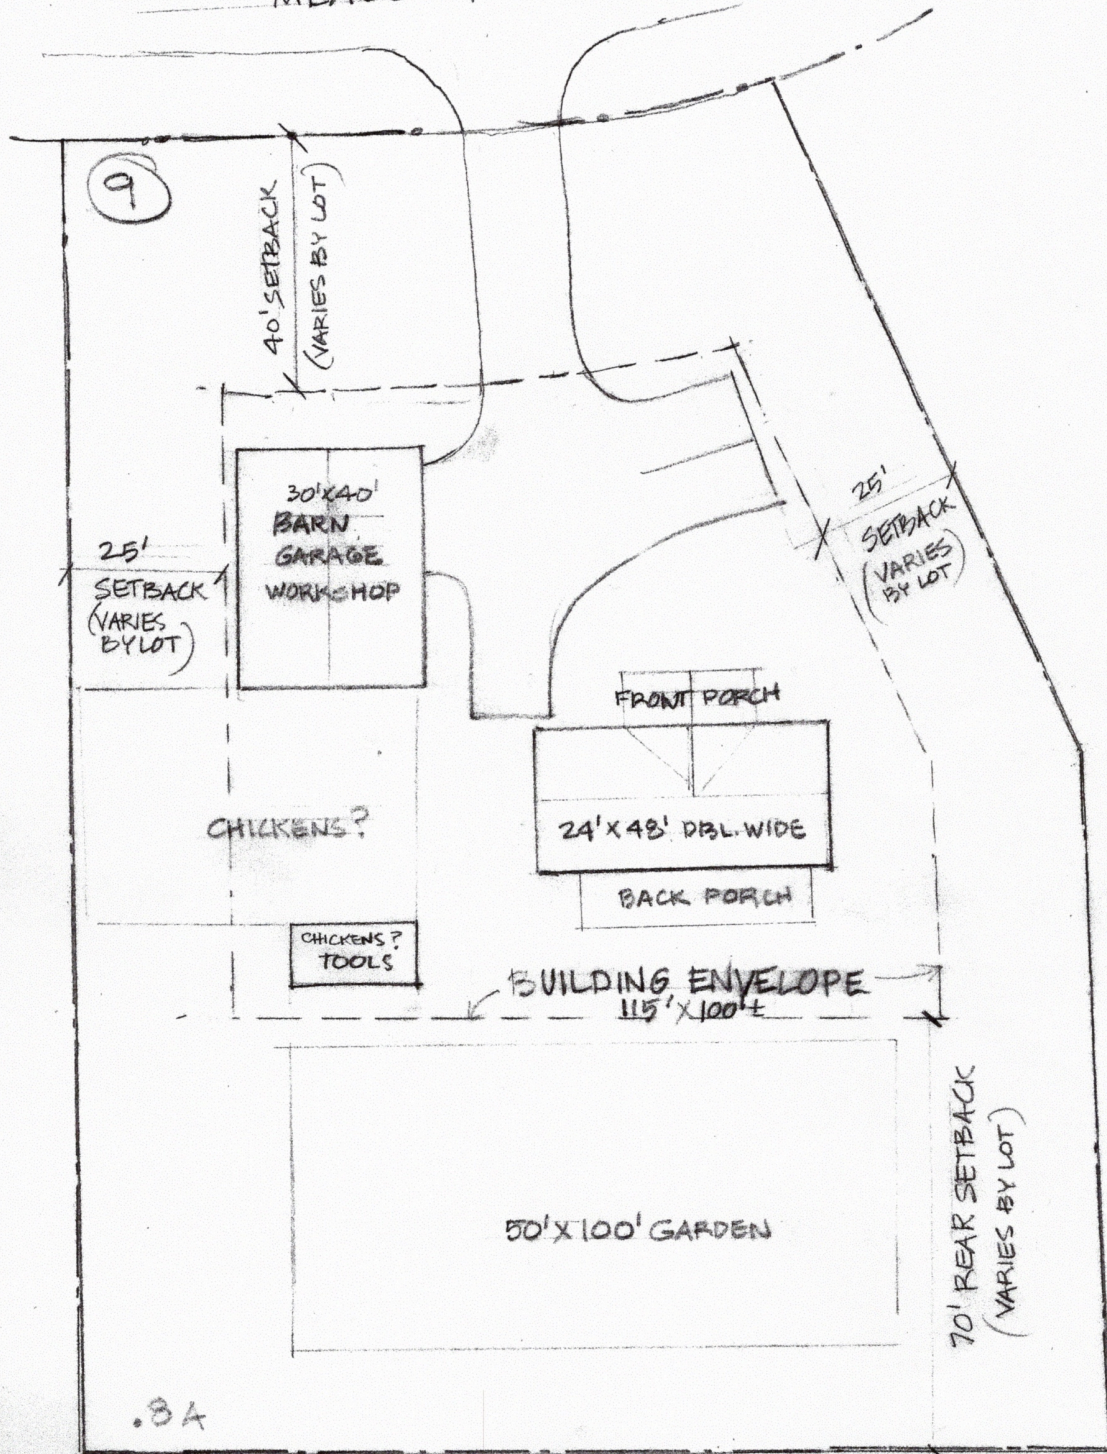 9
40' SETBACK
(VARIES BY LOT)
30'X40'
BARN
GARAGE
WORKSHOP
25'
SETBACK
(VARIES
BY LOT)
25'
SETBACK
(VARIES
BY LOT)
FRONT PORCH
24'X48' DBL. WIDE
BACK PORCH
CHICKENS?
CHICKENS?
TOOLS
BUILDING ENVELOPE
115'X100'±
50'X100' GARDEN
70' REAR SETBACK
(VARIES BY LOT)
.8A